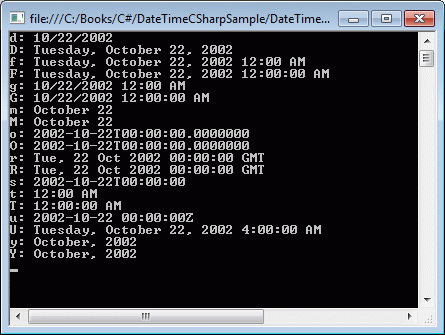 file:///C:/Books/C#/DateTimeCSharpSample/DateTime...
d: 10/22/2002
D: Tuesday, October 22, 2002
f: Tuesday, October 22, 2002 12:00 AM
F: Tuesday, October 22, 2002 12:00:00 AM
g: 10/22/2002 12:00 AM
G: 10/22/2002 12:00:00 AM
m: October 22
M: October 22
o: 2002-10-22T00:00:00.0000000
O: 2002-10-22T00:00:00.0000000
r: Tue, 22 Oct 2002 00:00:00 GMT
R: Tue, 22 Oct 2002 00:00:00 GMT
s: 2002-10-22T00:00:00
t: 12:00 AM
T: 12:00:00 AM
u: 2002-10-22 00:00:00Z
U: Tuesday, October 22, 2002 4:00:00 AM
y: October, 2002
Y: October, 2002